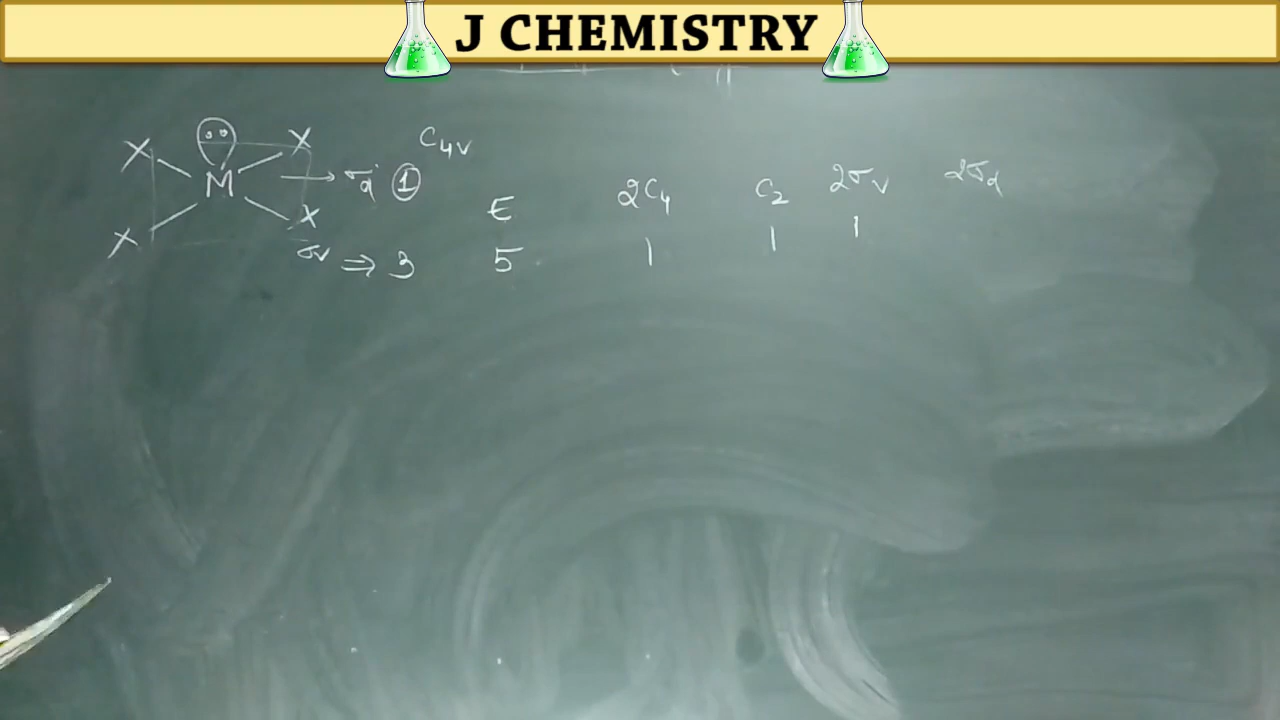 J CHEMISTRY
X X C4v
M → σd ①
E 2C4 C2 2σv 2σd
X X
σv ⇒ 3 5 1 1 1